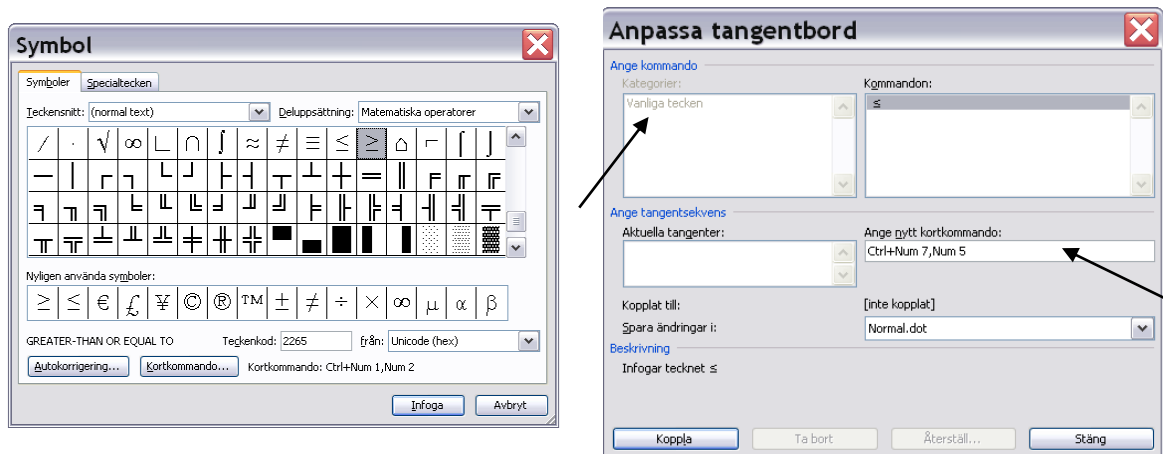 Symbol
Symboler Specialtecken
Teckensnitt: (normal text) Deluppsättning: Matematiska operatorer
∕ · √ ∞ ∟ ∩ ∫ ≈ ≠ ≡ ≤ ≥ ⌂ ⌐ ⌠ ⌡
─ │ ┌ ┐ └ ┘ ├ ┤ ┬ ┴ ┼ ═ ║ ╒ ╓ ╔
╕ ╖ ╗ ╘ ╙ ╚ ╛ ╜ ╝ ╞ ╟ ╠ ╡ ╢ ╣ ╤
╥ ╦ ╧ ╨ ╩ ╪ ╫ ╬ ▀ ▄ █ ▌ ▐ ░ ▒ ▓
Nyligen använda symboler:
≥ ≤ € £ ¥ © ® ™ ± ≠ ÷ × ∞ µ α β
GREATER-THAN OR EQUAL TO Teckenkod: 2265 från: Unicode (hex)
Autokorrigering... Kortkommando... Kortkommando: Ctrl+Num 1,Num 2
Infoga Avbryt
Anpassa tangentbord
Ange kommando
Kategorier: Kommandon:
Vanliga tecken ≤
Ange tangentsekvens
Aktuella tangenter: Ange nytt kortkommando:
Ctrl+Num 7,Num 5
Kopplat till: [inte kopplat]
Spara ändringar i: Normal.dot
Beskrivning
Infogar tecknet ≤
Koppla Ta bort Återställ... Stäng